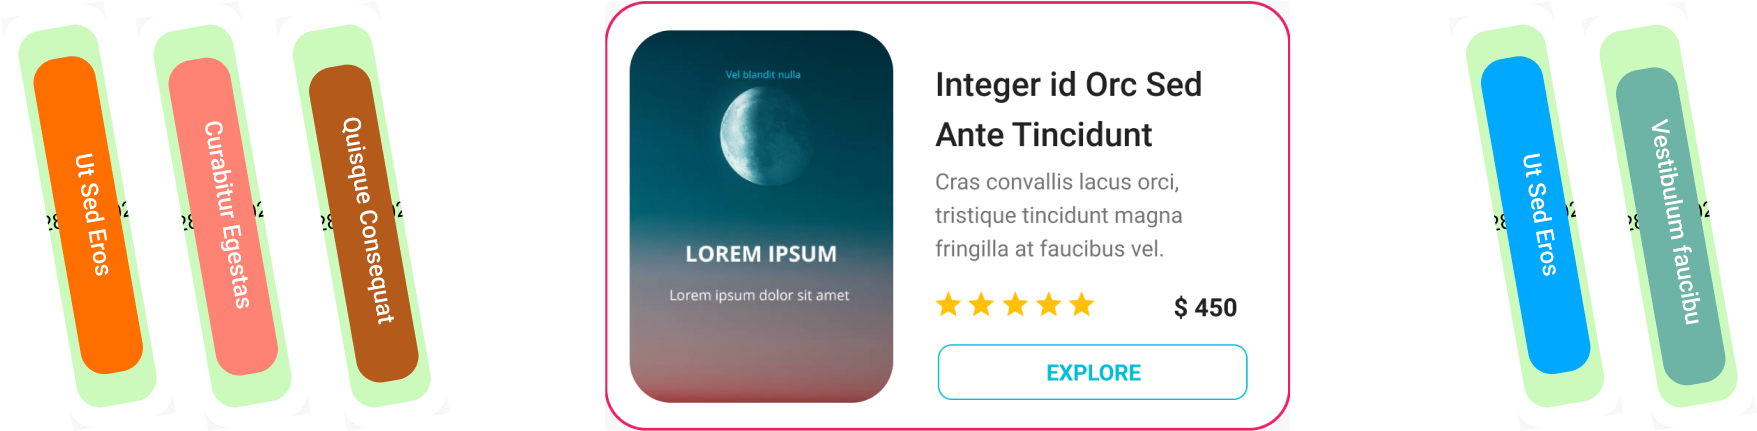 Ut Sed Eros
Curabitur Egestas
Quisque Consequat
Vel blandit nulla
LOREM IPSUM
Lorem ipsum dolor sit amet
Integer id Orc Sed
Ante Tincidunt
Cras convallis lacus orci,
tristique tincidunt magna
fringilla at faucibus vel.
$ 450
EXPLORE
Ut Sed Eros
Vestibulum faucibu